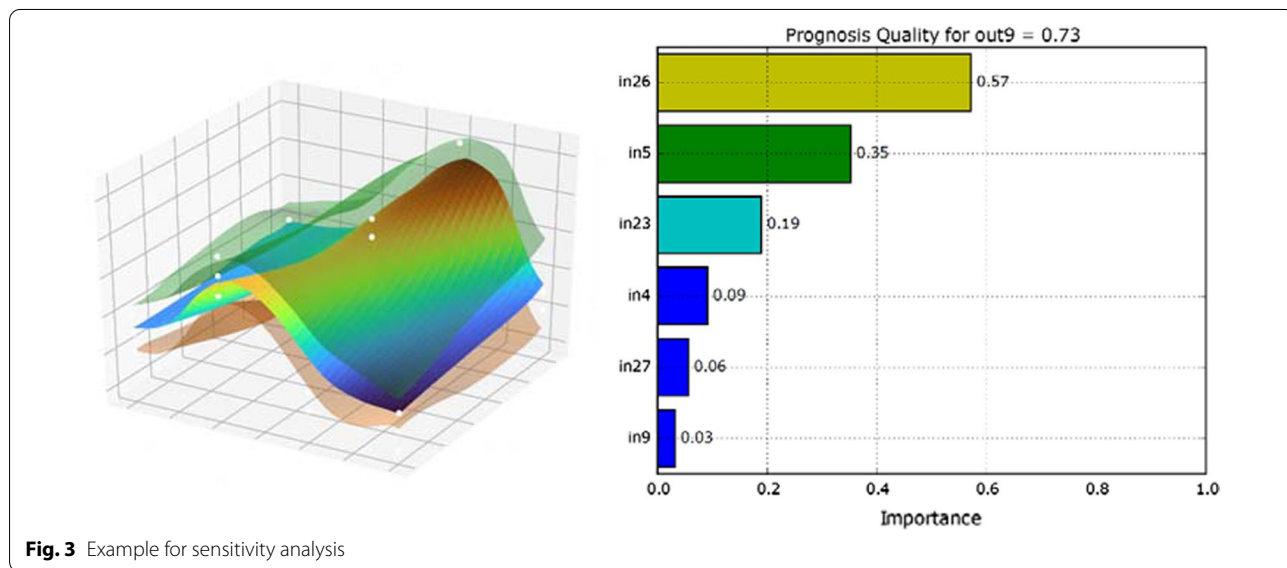 Prognosis Quality for out9 = 0.73
in26
0.57
in5
0.35
in23
0.19
in4
0.09
in27
0.06
in9
0.03
0.0 0.2 0.4 0.6 0.8 1.0
Importance
Fig. 3 Example for sensitivity analysis